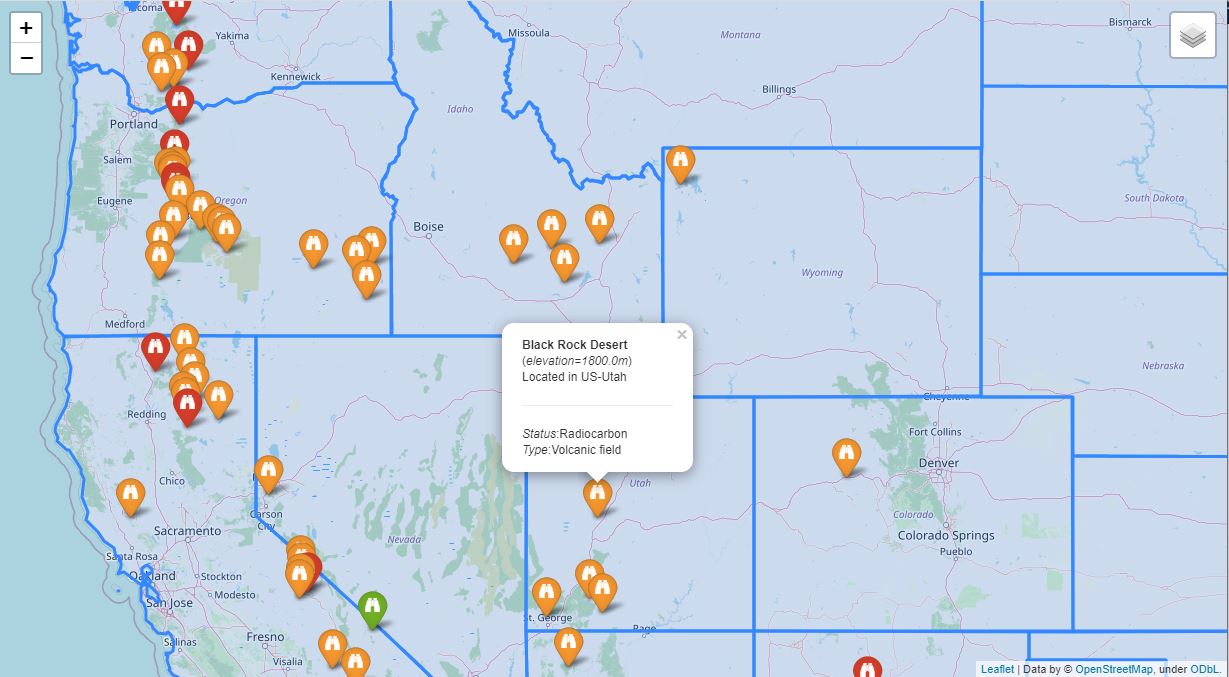 +
−
Tacoma
Yakima
Kennewick
Missoula
Montana
Bismarck
Idaho
Billings
Portland
Salem
Eugene
Oregon
Boise
South Dakota
Wyoming
Medford
Nebraska
Cheyenne
Redding
Fort Collins
Denver
Chico
Utah
Carson
City
Sacramento
Nevada
Colorado
Colorado Springs
Pueblo
Santa Rosa
Oakland
Stockton
San Jose
Modesto
Salinas
Fresno
Visalia
St. George
Page
Black Rock Desert
(elevation=1800.0m)
Located in US-Utah
Status:Radiocarbon
Type:Volcanic field
×
Leaflet | Data by © OpenStreetMap, under ODbL.